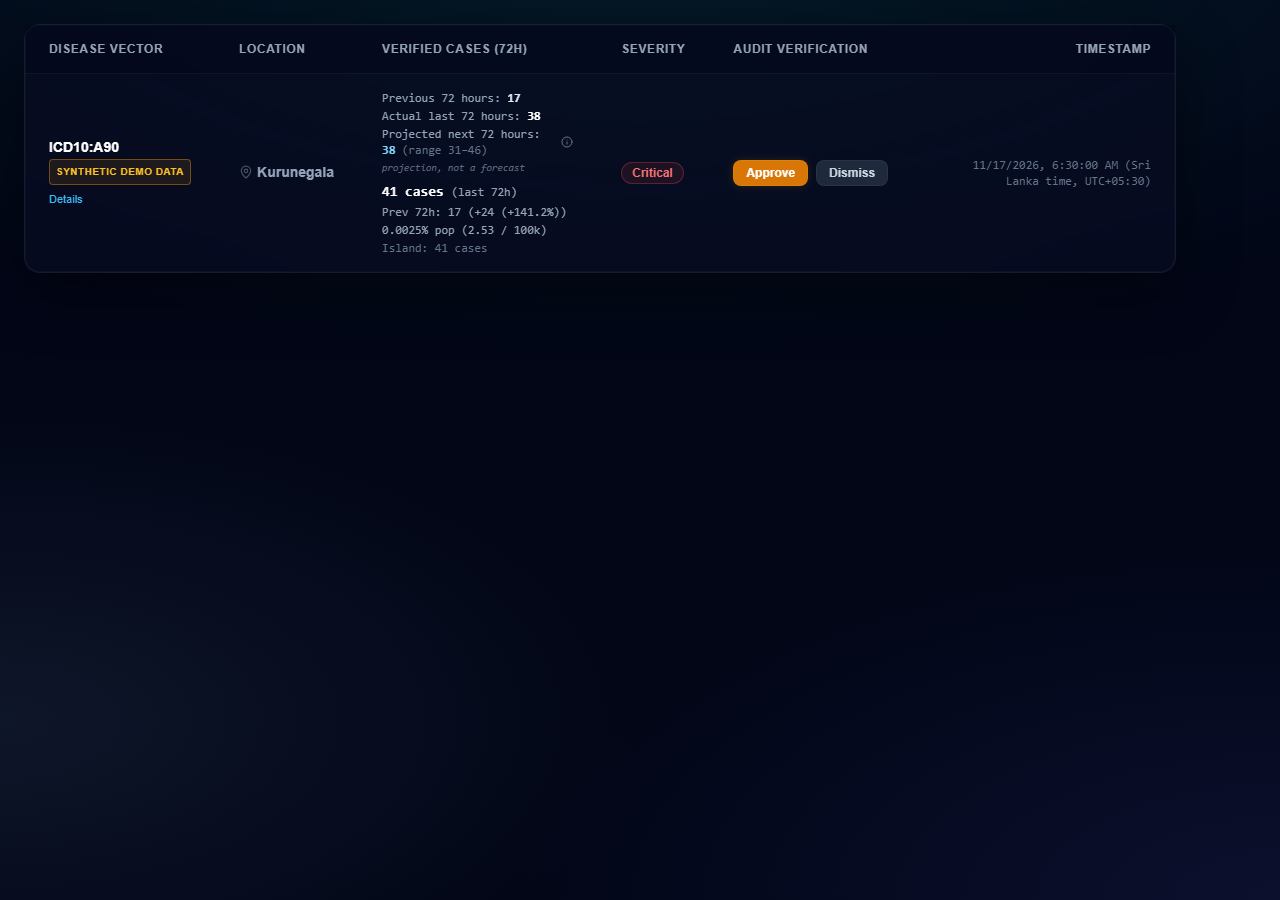 DISEASE VECTOR LOCATION VERIFIED CASES (72H) SEVERITY AUDIT VERIFICATION TIMESTAMP
ICD10:A90
SYNTHETIC DEMO DATA
Details
Kurunegala
Previous 72 hours: 17
Actual last 72 hours: 38
Projected next 72 hours:
38 (range 31–46)
projection, not a forecast
41 cases (last 72h)
Prev 72h: 17 (+24 (+141.2%))
0.0025% pop (2.53 / 100k)
Island: 41 cases
Critical
Approve Dismiss
11/17/2026, 6:30:00 AM (Sri
Lanka time, UTC+05:30)